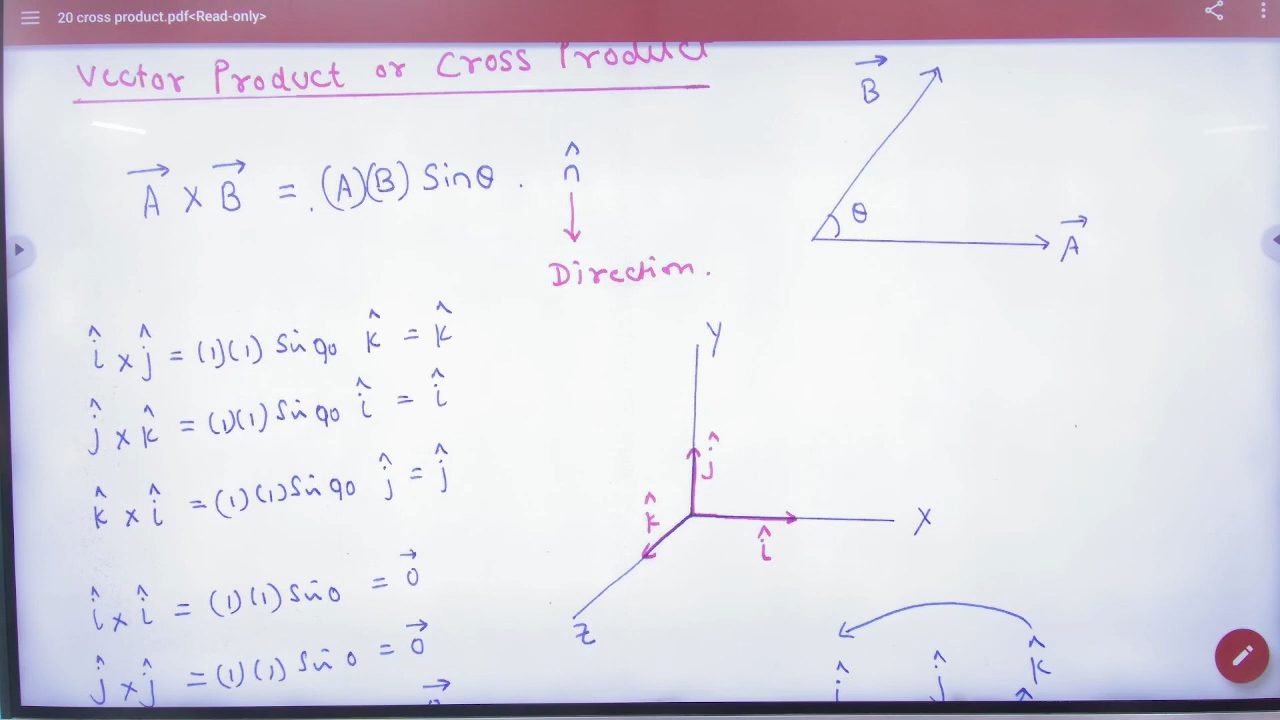 20 cross product.pdf<Read-only>
Vector Product or Cross Product
B⃗
A⃗ × B⃗ = (A)(B) Sinθ . n̂
θ
A⃗
Direction.
î × ĵ = (1)(1) Sin 90 k̂ = k̂
ĵ × k̂ = (1)(1) Sin 90 î = î
k̂ × î = (1)(1) Sin 90 ĵ = ĵ
Y
ĵ
k̂
X
î
Z
î × î = (1)(1) Sin 0 = 0⃗
ĵ × ĵ = (1)(1) Sin 0 = 0⃗
î ĵ k̂